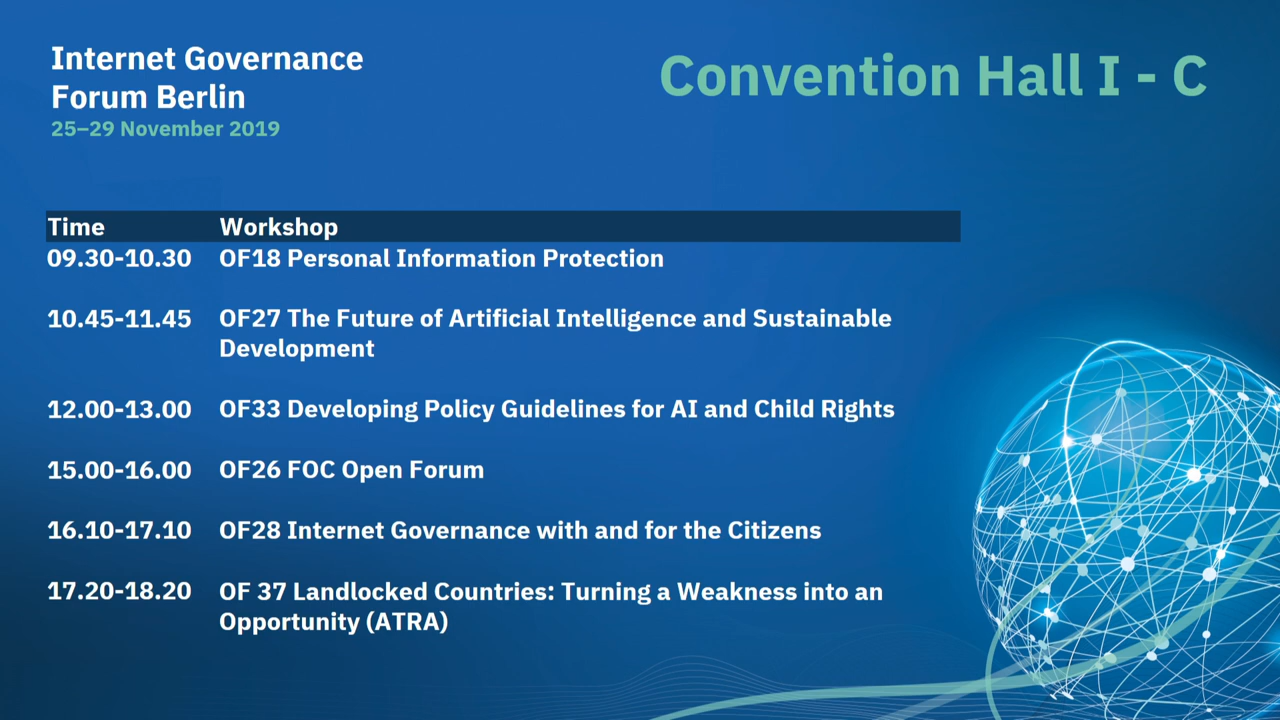 Internet Governance
Forum Berlin
25–29 November 2019
Convention Hall I - C
Time Workshop
09.30-10.30 OF18 Personal Information Protection
10.45-11.45 OF27 The Future of Artificial Intelligence and Sustainable
Development
12.00-13.00 OF33 Developing Policy Guidelines for AI and Child Rights
15.00-16.00 OF26 FOC Open Forum
16.10-17.10 OF28 Internet Governance with and for the Citizens
17.20-18.20 OF 37 Landlocked Countries: Turning a Weakness into an
Opportunity (ATRA)